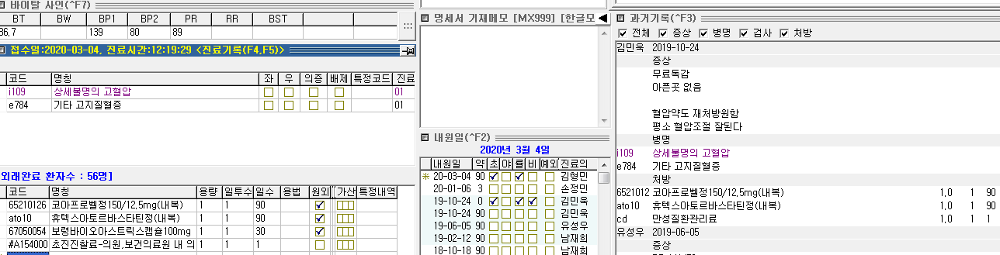 바이탈 사인(^F7)
BT BW BP1 BP2 PR RR BST
86,7 139 80 89
접수일:2020-03-04, 진료시간:12:19:29 <진료기록(F4,F5)>
코드 명칭 좌 우 의증 배제 특정코드 진료
i109 상세불명의 고혈압 01
e784 기타 고지질혈증 01
외래완료 환자수 : 56명]
코드 명칭 용량 일투수 일수 용법 원외 가산 특정내역
65210126 코아프로벨정150/12,5mg(내복) 1 1 90
ato10 휴텍스아토르바스타틴정(내복) 1 1 90
67050054 보령바이오아스트릭스캡슐100mg 1 1 30
#A154000 초진진찰료-의원,보건의료원 내 의 1 1 1
명세서 기재메모 [MX999] [한글모
내원일(^F2)
2020년 3월 4일
내원일 약 초 야 률 비 예외 진료의
20-03-04 90 김형민
20-01-06 3 손정민
19-10-24 0 김민욱
19-10-24 90 김민욱
19-06-05 90 유성우
19-02-12 90 남재희
18-10-18 90 남재희
과거기록(^F3)
전체 증상 병명 검사 처방
김민욱 2019-10-24
증상
무료독감
아픈곳 없음
혈압약도 재처방원함
평소 혈압조절 잘된다
병명
i109 상세불명의 고혈압
e784 기타 고지질혈증
처방
6521012 코아프로벨정150/12,5mg(내복) 1,0 1 90
ato10 휴텍스아토르바스타틴정(내복) 1,0 1 90
cd 만성질환관리료 1,0 1 1
유성우 2019-06-05
증상